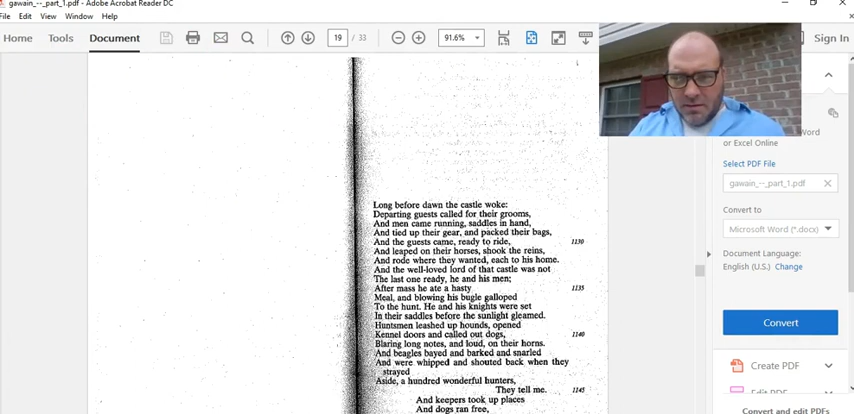 gawain_--_part_1.pdf - Adobe Acrobat Reader DC
File Edit View Window Help
Home Tools Document 19 / 33 91.6% Sign In
Word
or Excel Online
Select PDF File
gawain_--_part_1.pdf
Convert to
Microsoft Word (*.docx)
Document Language:
English (U.S.) Change
Convert
Create PDF
Edit PDF
Convert and edit PDFs
Long before dawn the castle woke:
Departing guests called for their grooms,
And men came running, saddles in hand,
And tied up their gear, and packed their bags,
And the guests came, ready to ride, 1130
And leaped on their horses, shook the reins,
And rode where they wanted, each to his home.
And the well-loved lord of that castle was not
The last one ready, he and his men;
After mass he ate a hasty 1135
Meal, and blowing his bugle galloped
To the hunt. He and his knights were set
In their saddles before the sunlight gleamed.
Huntsmen leashed up hounds, opened
Kennel doors and called out dogs, 1140
Blaring long notes, and loud, on their horns.
And beagles bayed and barked and snarled
And were whipped and shouted back when they
strayed
Aside, a hundred wonderful hunters,
They tell me. 1145
And keepers took up places
And dogs ran free,